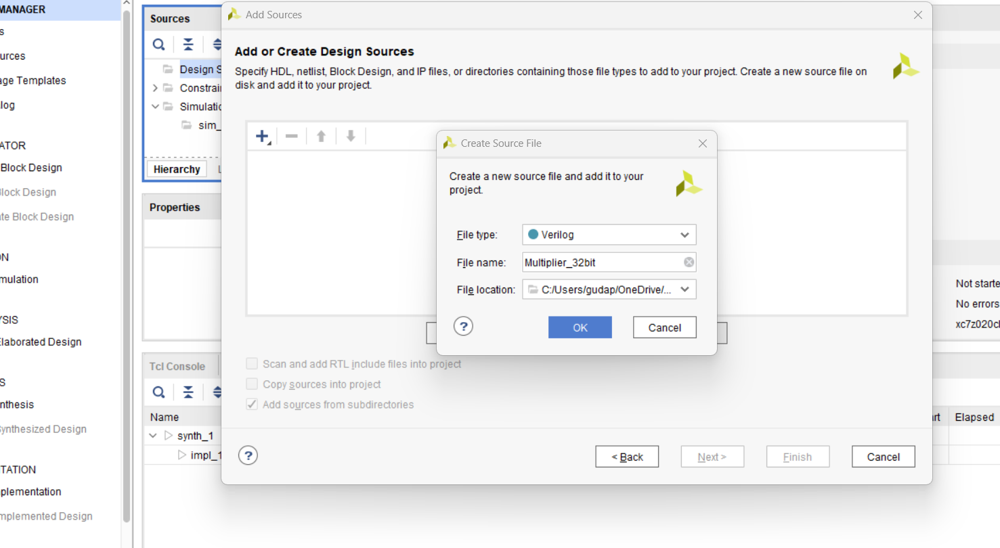 MANAGER
s
urces
age Templates
log
ATOR
Block Design
Block Design
te Block Design
ON
mulation
YSIS
Elaborated Design
S
nthesis
Synthesized Design
TATION
plementation
mplemented Design
Sources
Design S
Constrain
Simulatio
sim_
Hierarchy
Properties
Tcl Console
Name
synth_1
impl_1
Add Sources
Add or Create Design Sources
Specify HDL, netlist, Block Design, and IP files, or directories containing those file types to add to your project. Create a new source file on
disk and add it to your project.
Create Source File
Create a new source file and add it to your
project.
File type: Verilog
File name: Multiplier_32bit
File location: C:/Users/gudap/OneDrive/...
? OK Cancel
Scan and add RTL include files into project
Copy sources into project
Add sources from subdirectories
? < Back Next > Finish Cancel
Not starte
No errors
xc7z020cl
rt Elapsed